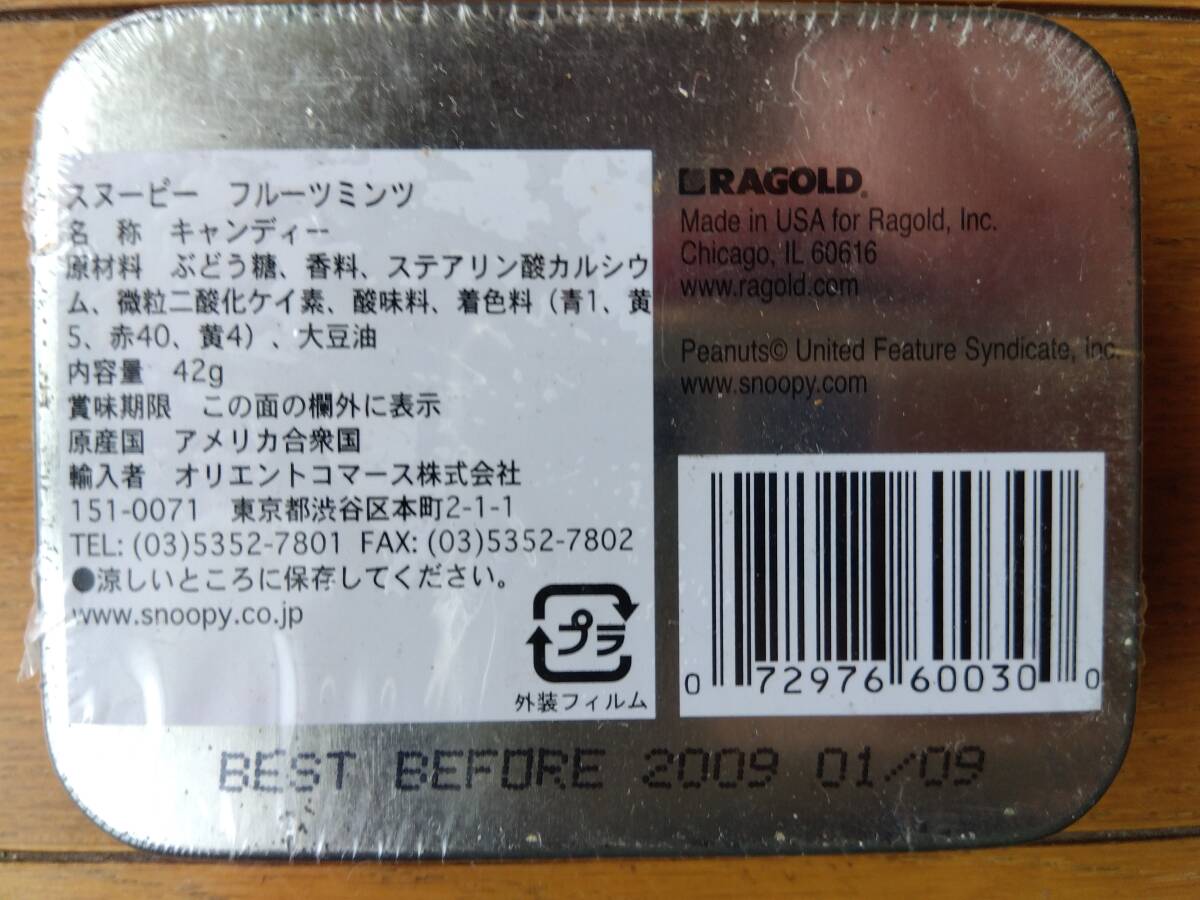 スヌーピー フルーツミンツ
名 称 キャンディー
原材料 ぶどう糖、香料、ステアリン酸カルシウ
ム、微粒二酸化ケイ素、酸味料、着色料（青1、黄
5、赤40、黄4）、大豆油
内容量 42g
賞味期限 この面の欄外に表示
原産国 アメリカ合衆国
輸入者 オリエントコマース株式会社
151-0071 東京都渋谷区本町2-1-1
TEL: (03)5352-7801 FAX: (03)5352-7802
●涼しいところに保存してください。
www.snoopy.co.jp
プラ
外装フィルム
RAGOLD®
Made in USA for Ragold, Inc.
Chicago, IL 60616
www.ragold.com
Peanuts© United Feature Syndicate, Inc.
www.snoopy.com
0 72976 60030 0
BEST BEFORE 2009 01/09